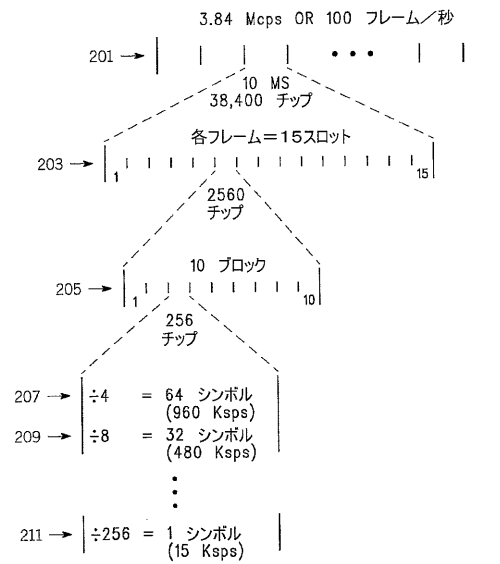 3.84 Mcps OR 100 フレーム／秒
201
10 MS
38,400 チップ
各フレーム＝15スロット
203
1
15
2560
チップ
10 ブロック
205
1
10
256
チップ
207
÷4 = 64 シンボル
(960 Ksps)
209
÷8 = 32 シンボル
(480 Ksps)
211
÷256 = 1 シンボル
(15 Ksps)